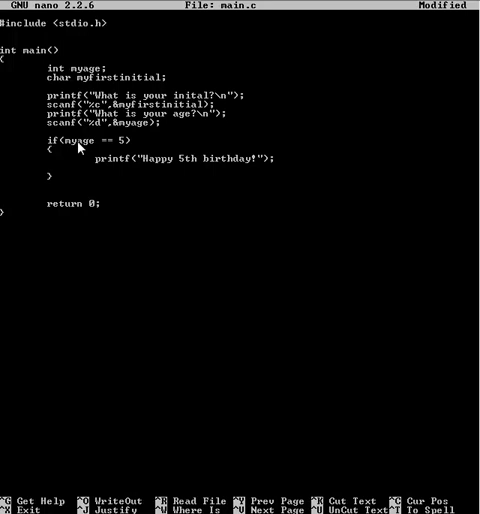 GNU nano 2.2.6 File: main.c Modified
#include <stdio.h>
int main()
{
int myage;
char myfirstinitial;
printf("What is your inital?\n");
scanf("%c",&myfirstinitial);
printf("What is your age?\n");
scanf("%d",&myage);
if(myage == 5)
{
printf("Happy 5th birthday!");
}
return 0;
}
^G Get Help ^O WriteOut ^R Read File ^Y Prev Page ^K Cut Text ^C Cur Pos
^X Exit ^J Justify ^W Where Is ^V Next Page ^U UnCut Text ^T To Spell